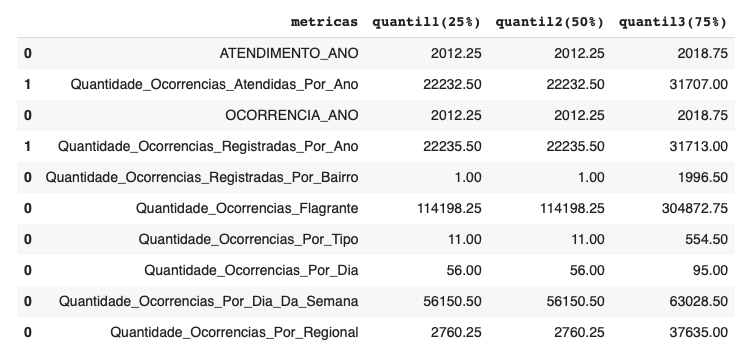 metricas quantil1(25%) quantil2(50%) quantil3(75%)
0 ATENDIMENTO_ANO 2012.25 2012.25 2018.75
1 Quantidade_Ocorrencias_Atendidas_Por_Ano 22232.50 22232.50 31707.00
0 OCORRENCIA_ANO 2012.25 2012.25 2018.75
1 Quantidade_Ocorrencias_Registradas_Por_Ano 22235.50 22235.50 31713.00
0 Quantidade_Ocorrencias_Registradas_Por_Bairro 1.00 1.00 1996.50
0 Quantidade_Ocorrencias_Flagrante 114198.25 114198.25 304872.75
0 Quantidade_Ocorrencias_Por_Tipo 11.00 11.00 554.50
0 Quantidade_Ocorrencias_Por_Dia 56.00 56.00 95.00
0 Quantidade_Ocorrencias_Por_Dia_Da_Semana 56150.50 56150.50 63028.50
0 Quantidade_Ocorrencias_Por_Regional 2760.25 2760.25 37635.00